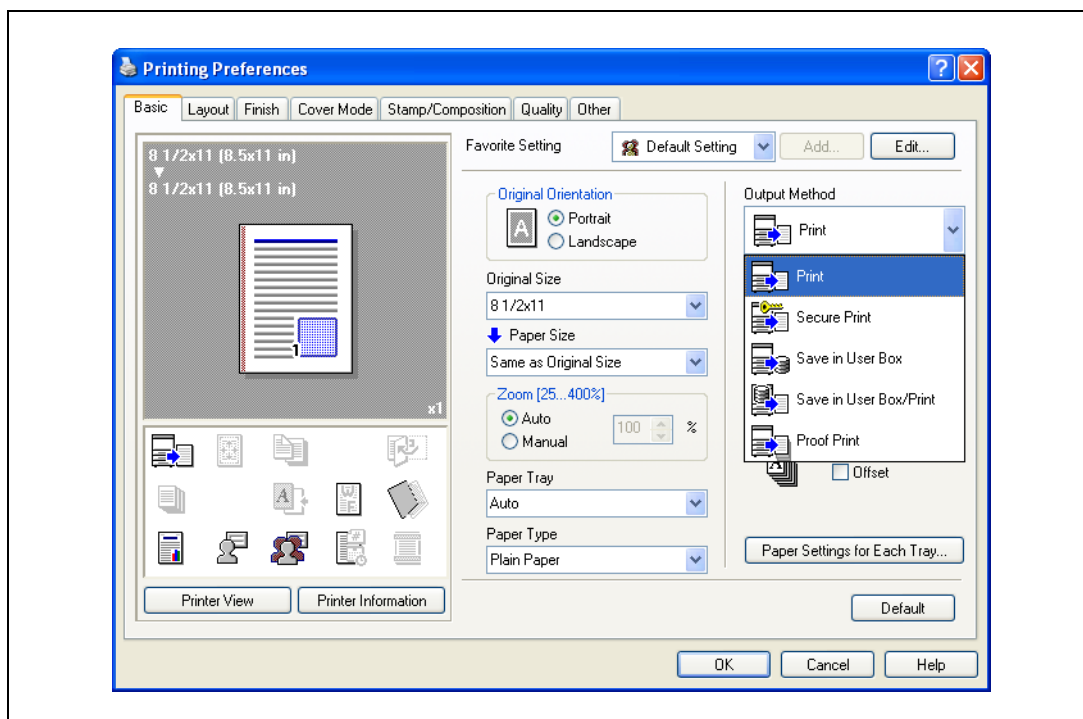 Printing Preferences
Basic Layout Finish Cover Mode Stamp/Composition Quality Other
8 1/2x11 (8.5x11 in)
8 1/2x11 (8.5x11 in)
1
x1
Printer View Printer Information
Favorite Setting Default Setting Add... Edit...
Original Orientation
A
Portrait
Landscape
Original Size
8 1/2x11
Paper Size
Same as Original Size
Zoom [25...400%]
Auto
Manual
100 %
Paper Tray
Auto
Paper Type
Plain Paper
Output Method
Print
Print
Secure Print
Save in User Box
Save in User Box/Print
Proof Print
Offset
Paper Settings for Each Tray...
Default
OK Cancel Help